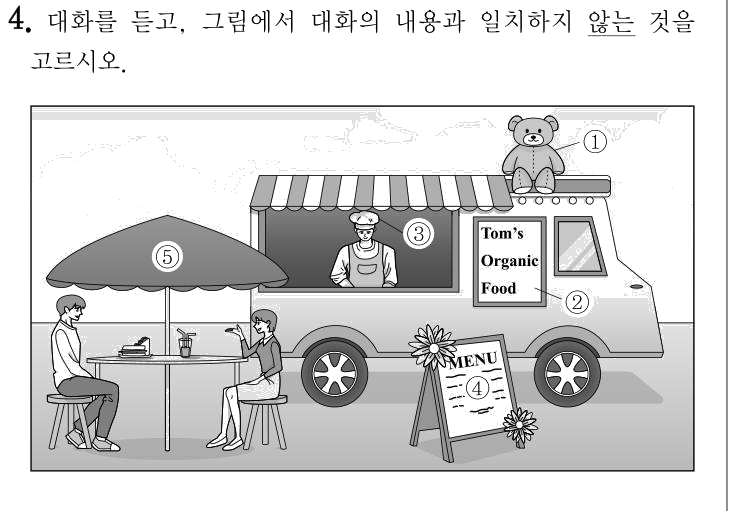 4. 대화를 듣고, 그림에서 대화의 내용과 일치하지 않는 것을
고르시오.
①
③
Tom's
Organic
Food
⑤
②
MENU
④